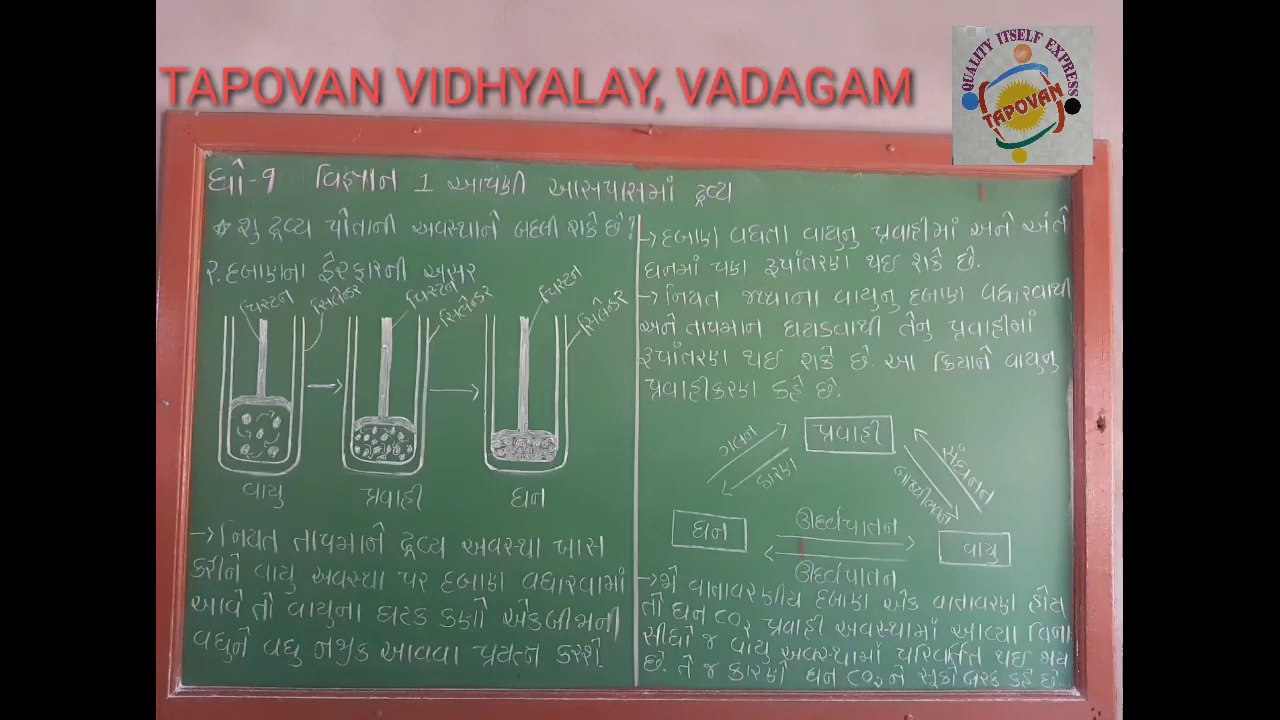 TAPOVAN VIDHYALAY, VADAGAM
QUALITY ITSELF EXPRESS
TAPOVAN
ધો-૧ વિજ્ઞાન 1 આપણી આસપાસમાં દ્રવ્ય
* શુ દ્રવ્ય પોતાની અવસ્થાને બદલી શકે છે?
૨. દબાણના ફેરફારની અસર
પિસ્ટન સિલેન્ડર પિસ્ટન સિલેન્ડર પિસ્ટન સિલેન્ડર
વાયુ પ્રવાહી ઘન
→ નિયત તાપમાને દ્રવ્ય અવસ્થા ખાસ
કરીને વાયુ અવસ્થા પર દબાણ વધારવામાં
આવે તો વાયુના ઘટક કણો એકબીજાની
વધુને વધુ નજીક આવવા પ્રયત્ન કરશે.
→ દબાણ વધતા વાયુનુ પ્રવાહીમાં અને અંતે
ઘનમાં પણ રૂપાંતરણ થઇ શકે છે.
→ નિયત જથ્થાના વાયુનુ દબાણ વધારવાથી
અને તાપમાન ઘટાડવાથી તેનુ પ્રવાહીમાં
રૂપાંતરણ થઇ શકે છે. આ ક્રિયાને વાયુનુ
પ્રવાહીકરણ કહે છે.
પ્રવાહી
ગલન
ઠારણ
સંઘનન
બાષ્પીભવન
ઘન
ઊર્ધ્વપાતન
વાયુ
ઊર્ધ્વપાતન
→ જો વાતાવરણીય દબાણ એક વાતાવરણ હોય
તો ઘન CO૨ પ્રવાહી અવસ્થામાં આવ્યા વિના
સીધો જ વાયુ અવસ્થામાં પરિવર્તિત થઇ જાય
છે. તે જ કારણે ઘન CO૨ ને સૂકો બરફ કહે છે.